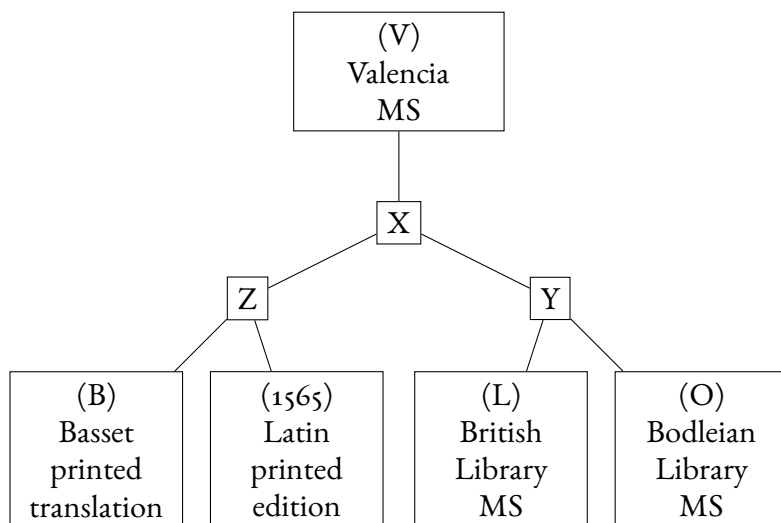 (V)
Valencia
MS
X
Z
Y
(B)
Basset
printed
translation
(1565)
Latin
printed
edition
(L)
British
Library
MS
(O)
Bodleian
Library
MS